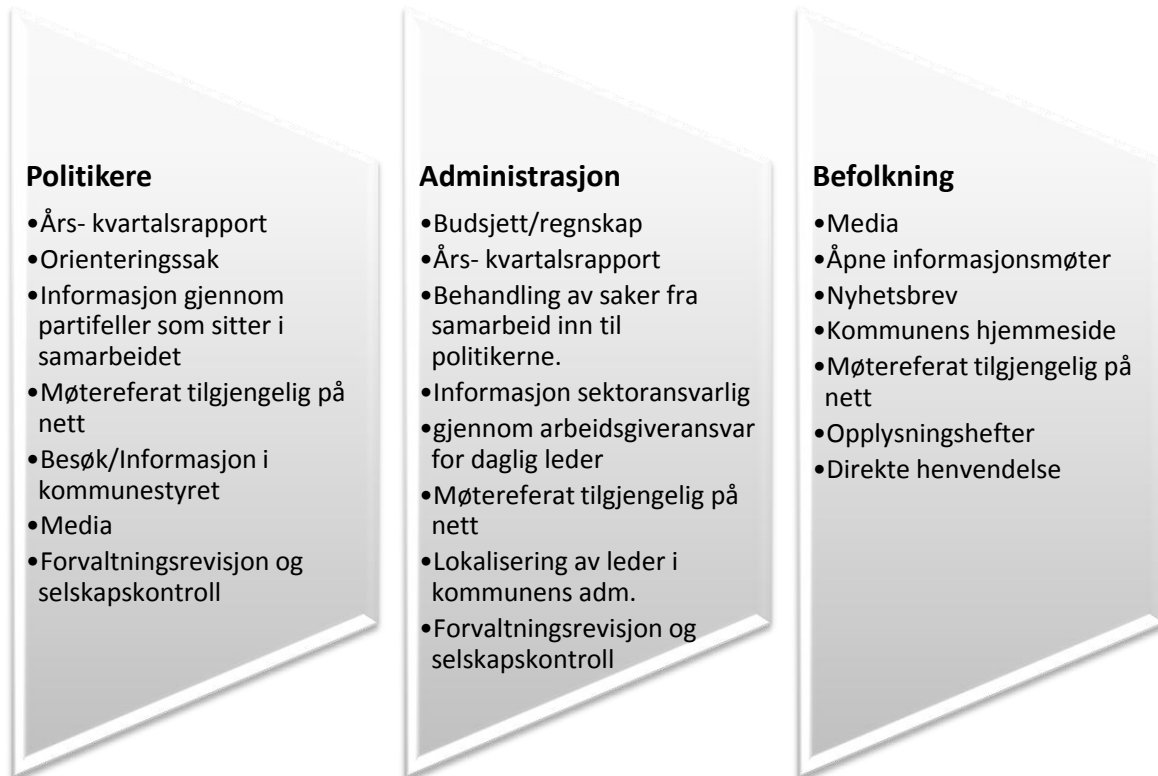 Politikere
•Års- kvartalsrapport
•Orienteringssak
•Informasjon gjennom
partifeller som sitter i
samarbeidet
•Møtereferat tilgjengelig på
nett
•Besøk/Informasjon i
kommunestyret
•Media
•Forvaltningsrevisjon og
selskapskontroll
Administrasjon
•Budsjett/regnskap
•Års- kvartalsrapport
•Behandling av saker fra
samarbeid inn til
politikerne.
•Informasjon sektoransvarlig
•gjennom arbeidsgiveransvar
for daglig leder
•Møtereferat tilgjengelig på
nett
•Lokalisering av leder i
kommunens adm.
•Forvaltningsrevisjon og
selskapskontroll
Befolkning
•Media
•Åpne informasjonsmøter
•Nyhetsbrev
•Kommunens hjemmeside
•Møtereferat tilgjengelig på
nett
•Opplysningshefter
•Direkte henvendelse